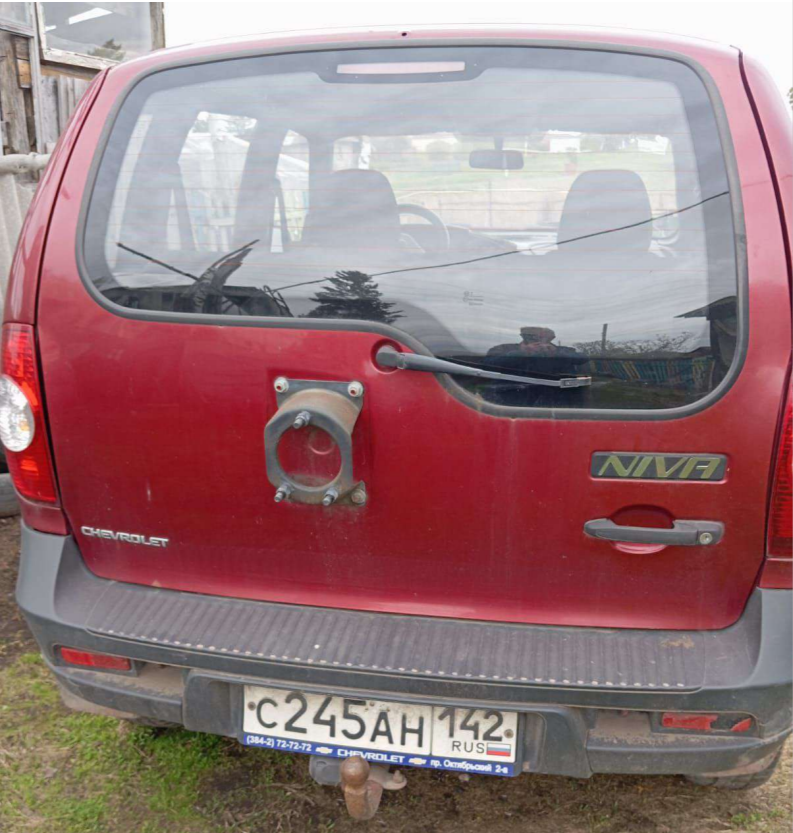 NIVA
CHEVROLET
С245АН 142
RUS
(384-2) 72-72-72 CHEVROLET пр. Октябрьский 2-в